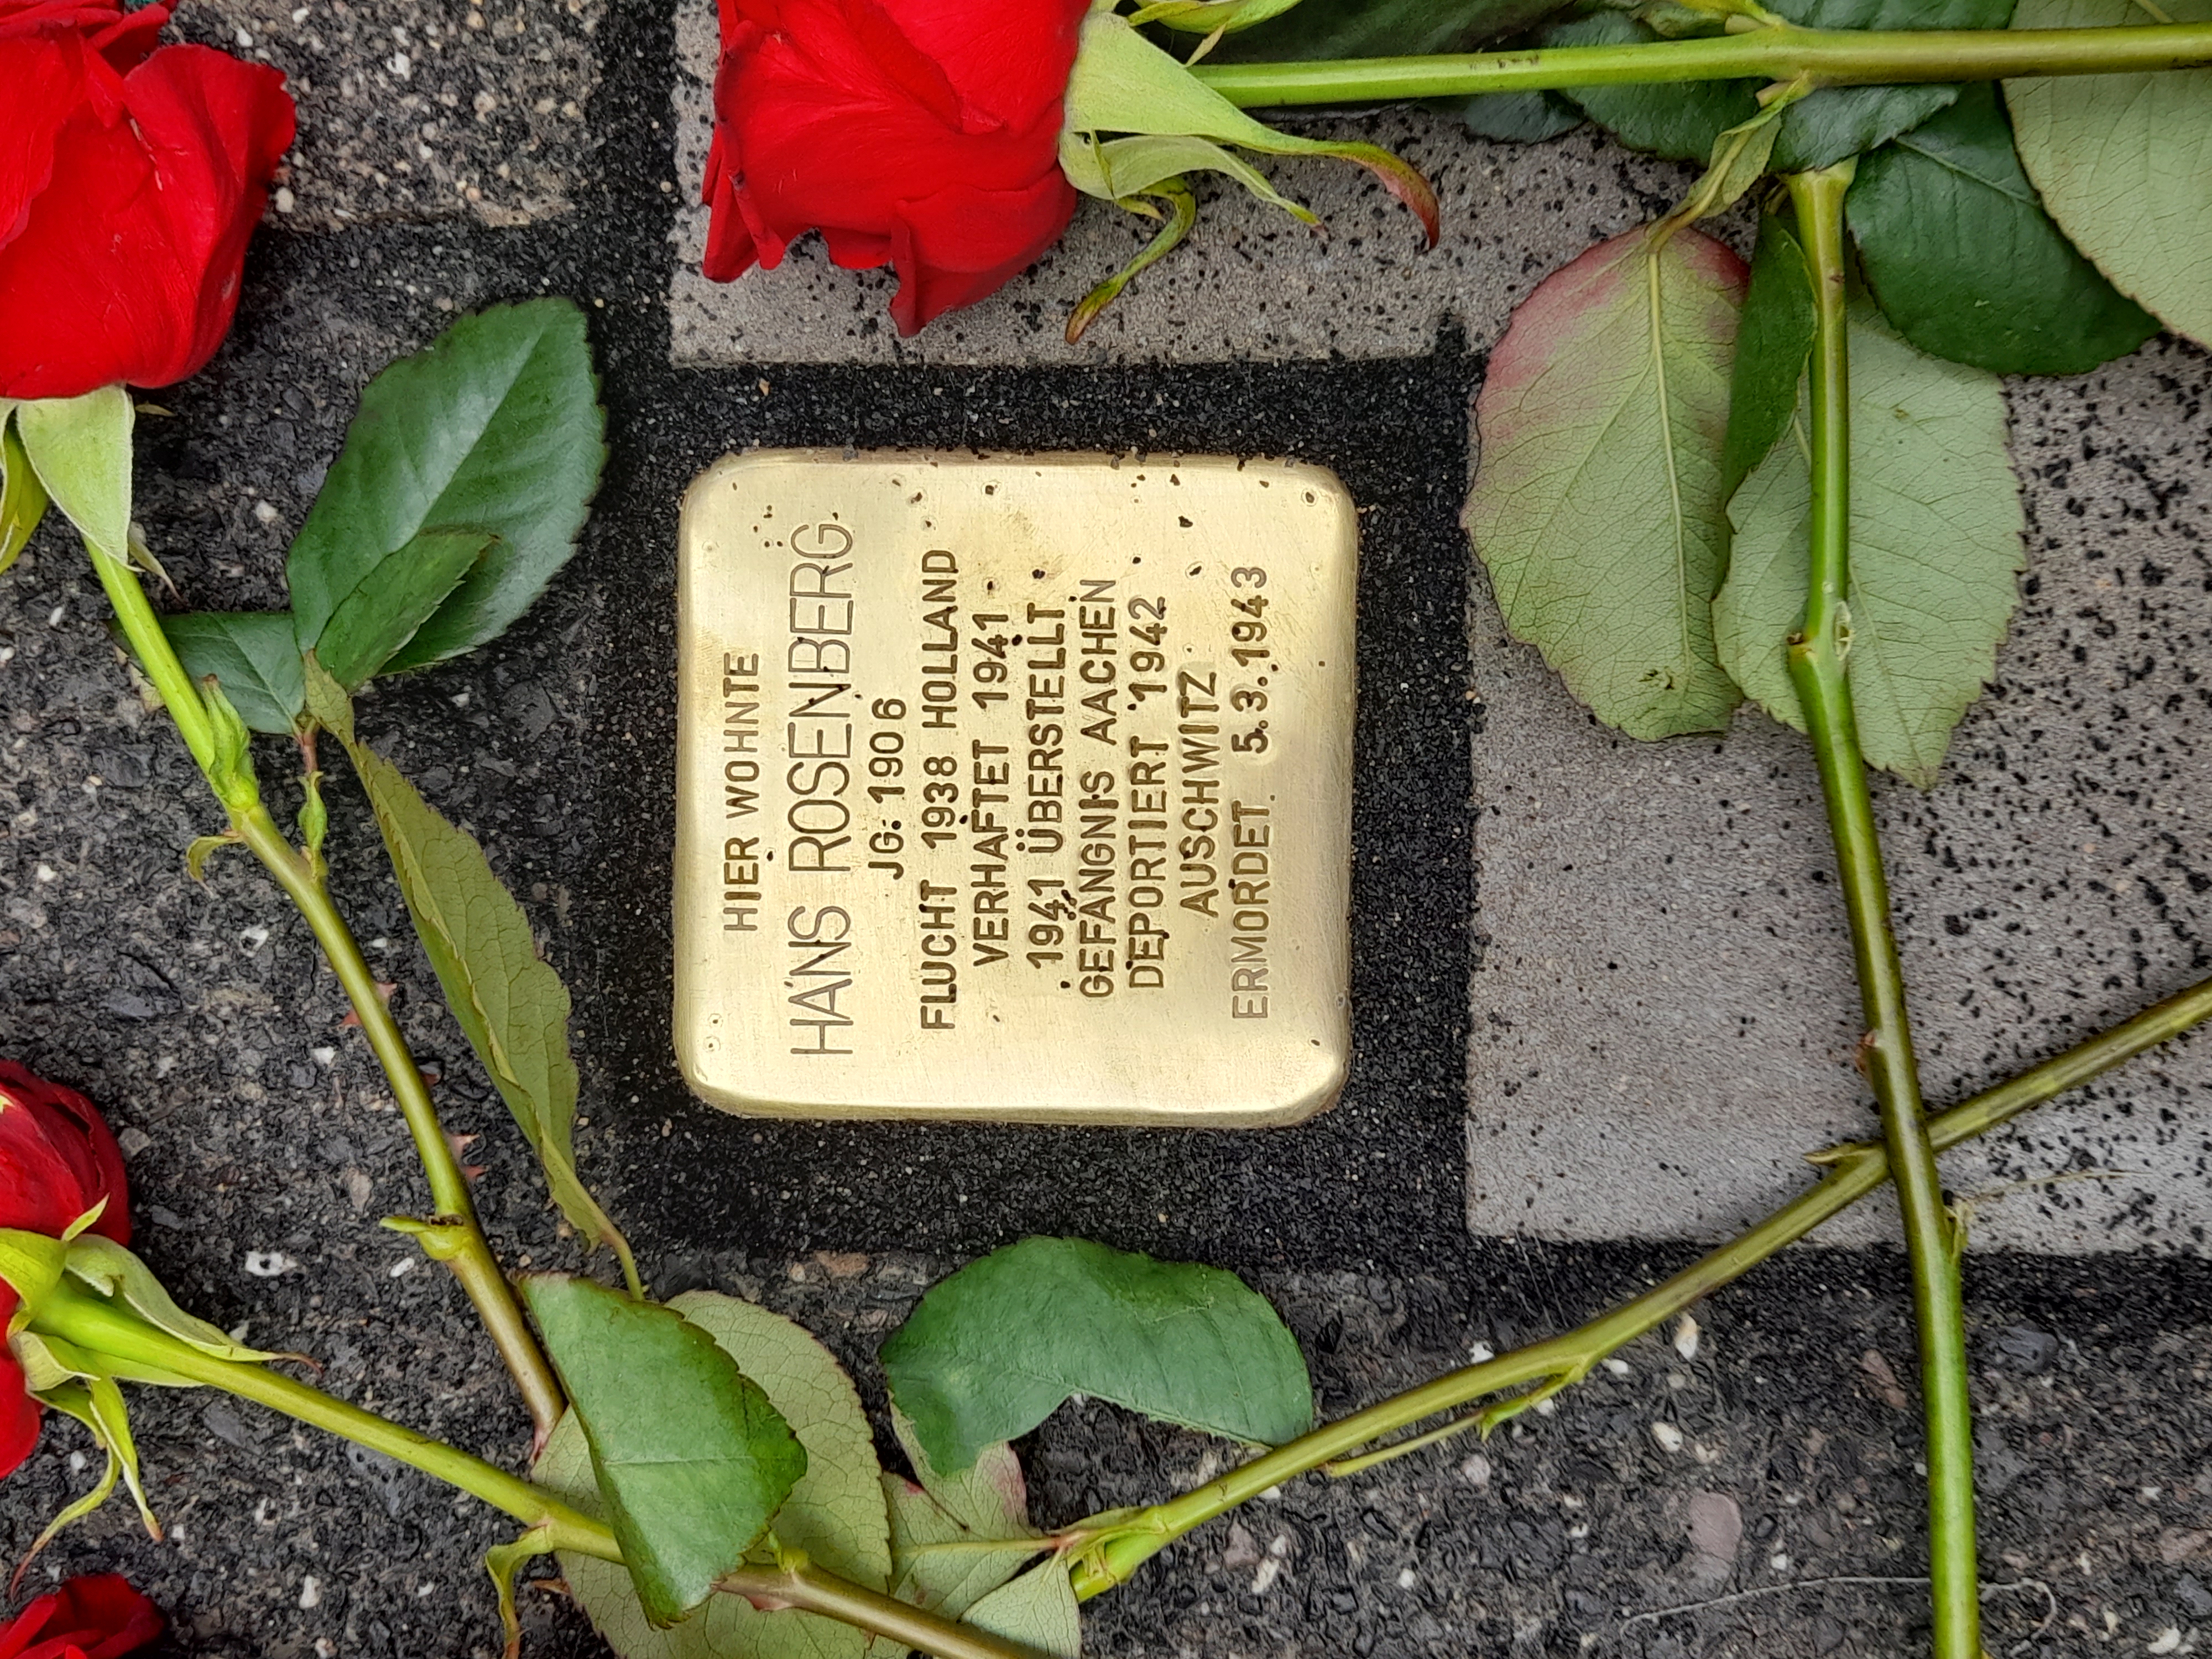 HIER WOHNTE
HANS ROSENBERG
JG. 1906
FLUCHT 1938 HOLLAND
VERHAFTET 1941
1941 ÜBERSTELLT
GEFÄNGNIS AACHEN
DEPORTIERT 1942
AUSCHWITZ
ERMORDET 5.3.1943